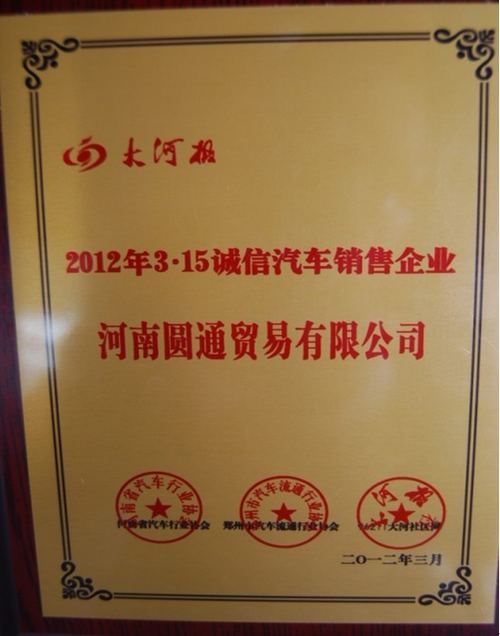 大河报
2012年3·15诚信汽车销售企业
河南圆通贸易有限公司
河南省汽车行业协会
郑州市汽车流通行业协会
大河社区网
二〇一二年三月